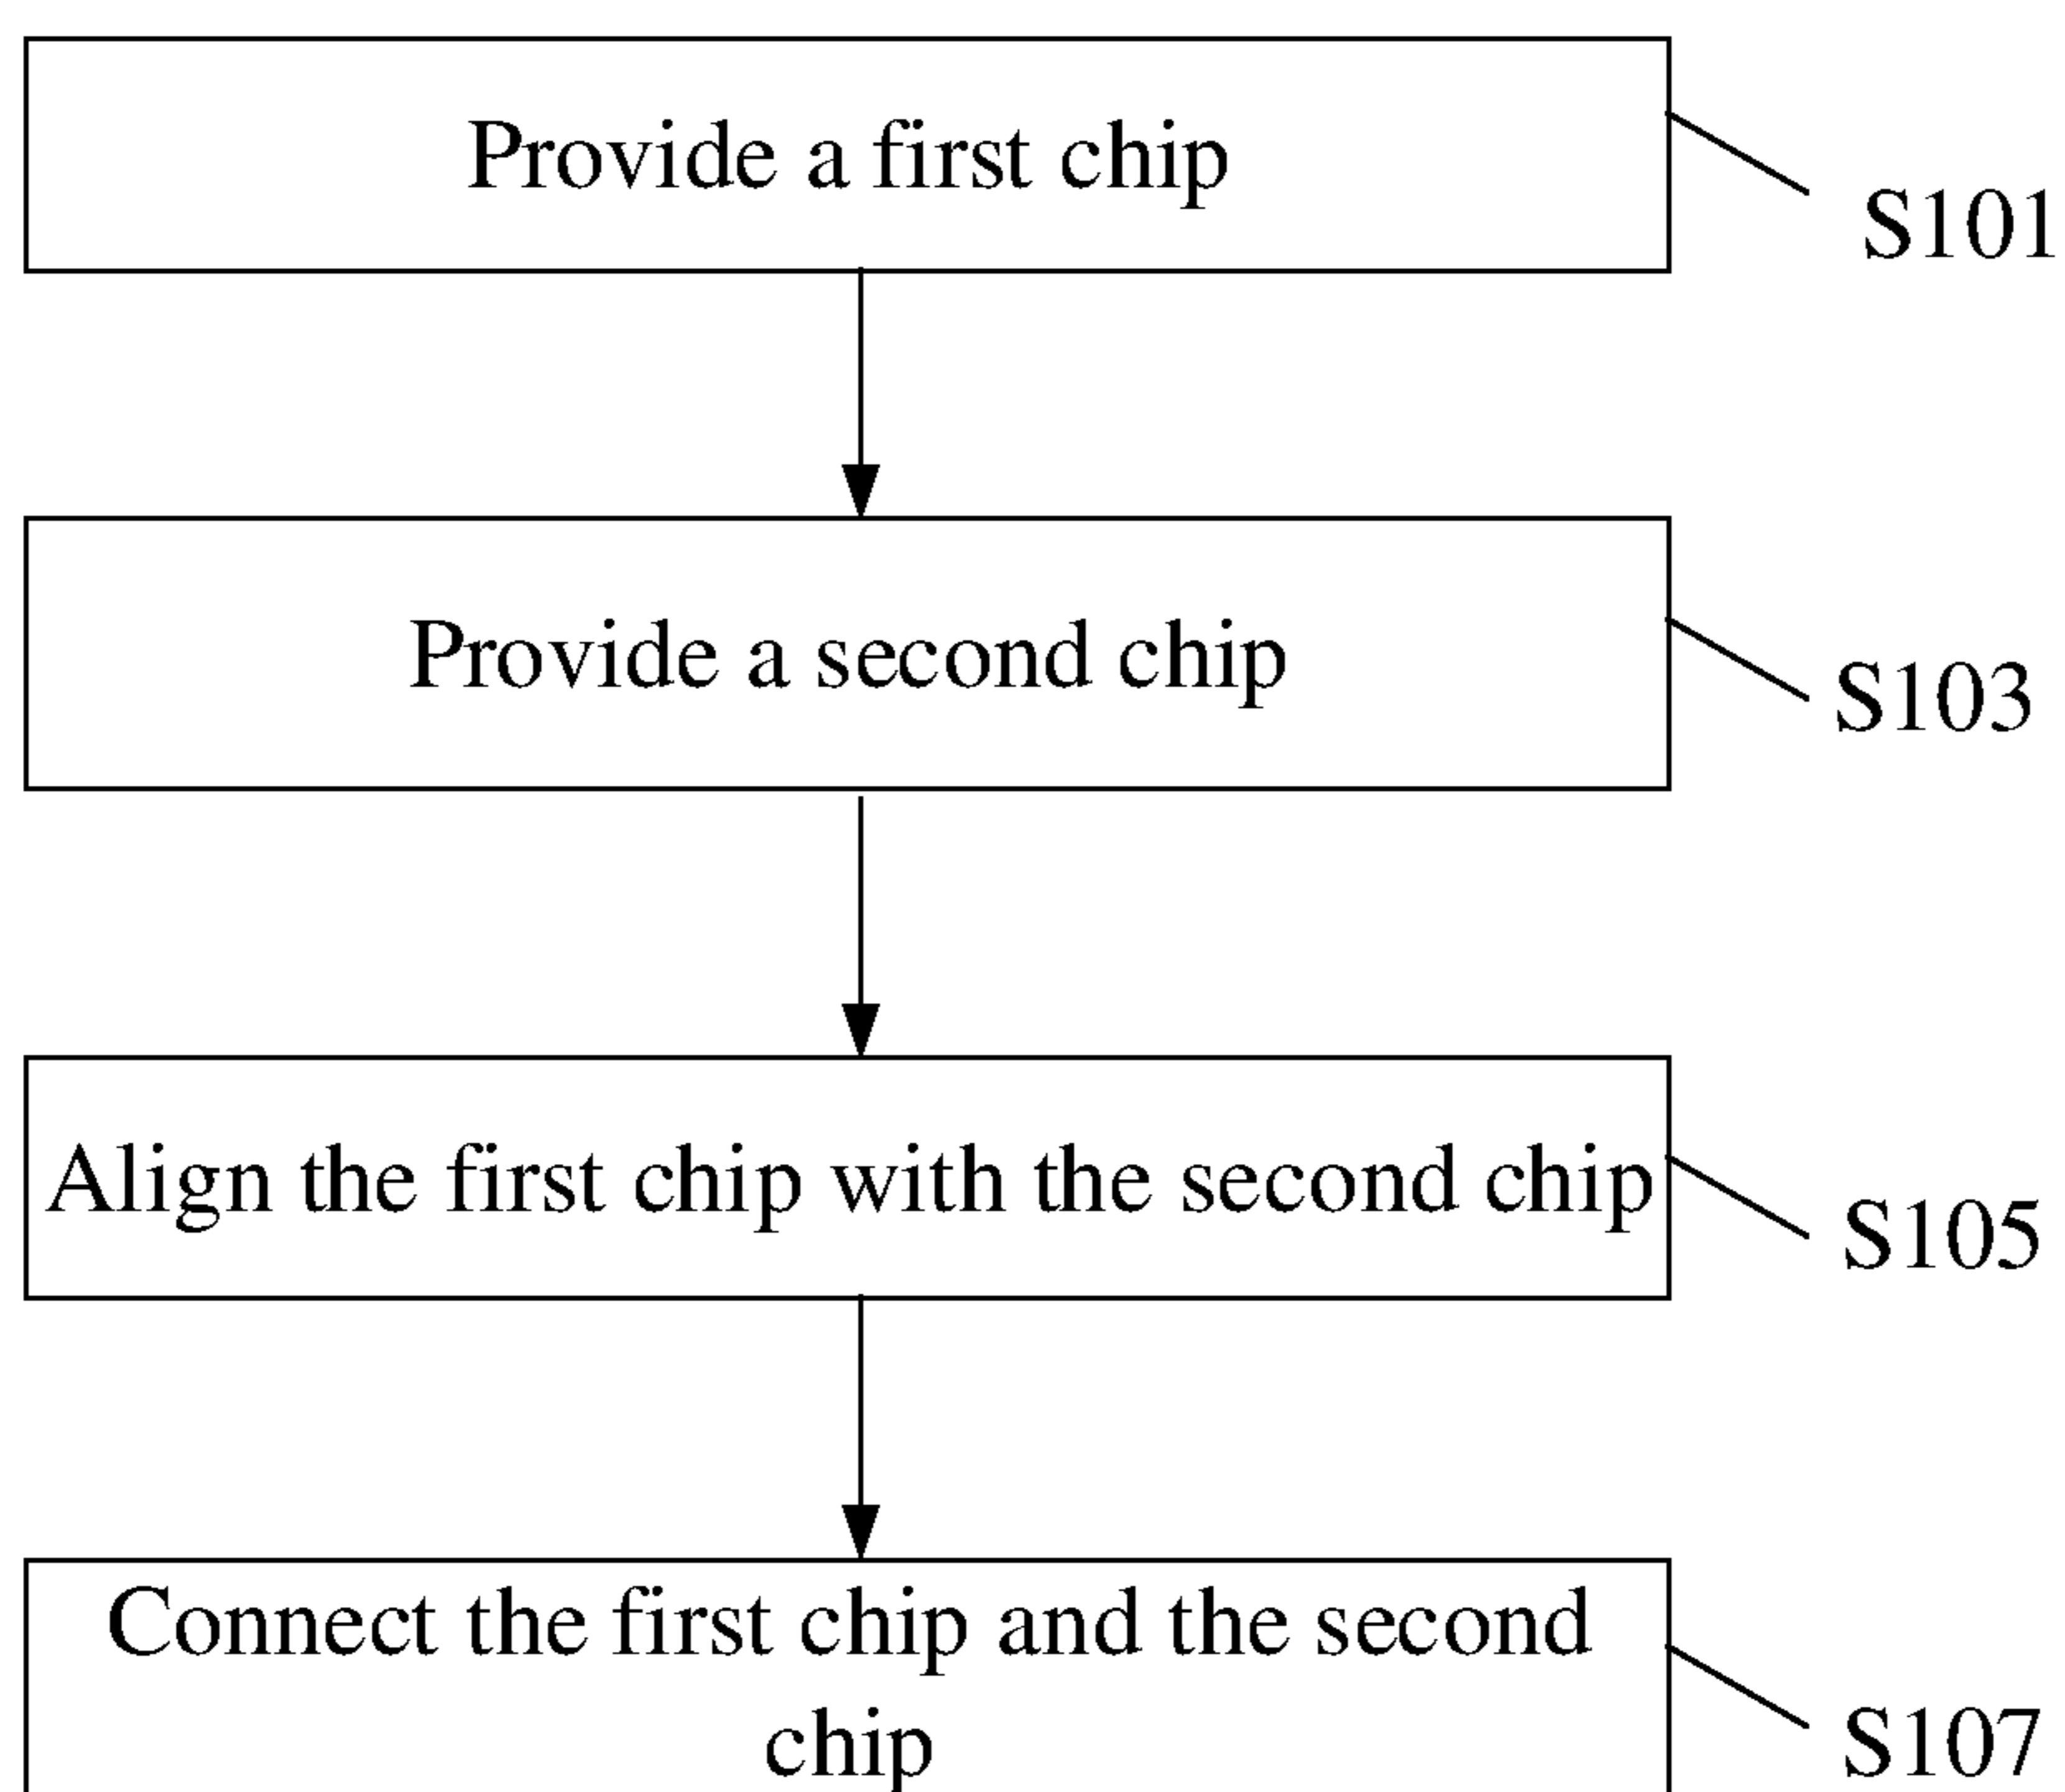 Provide a first chip
S101
Provide a second chip
S103
Align the first chip with the second chip
S105
Connect the first chip and the second
chip
S107